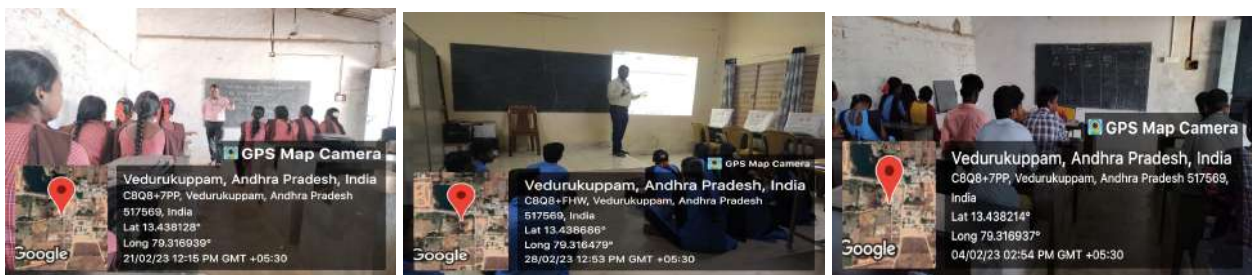 GPS Map Camera
Vedurukuppam, Andhra Pradesh, India
C8Q8+7PP, Vedurukuppam, Andhra Pradesh
517569, India
Lat 13.438128°
Long 79.316939°
21/02/23 12:15 PM GMT +05:30
Google
GPS Map Camera
Vedurukuppam, Andhra Pradesh, India
C8Q8+FHW, Vedurukuppam, Andhra Pradesh
517569, India
Lat 13.438686°
Long 79.316479°
28/02/23 12:53 PM GMT +05:30
Google
GPS Map Camera
Vedurukuppam, Andhra Pradesh, India
C8Q8+7PP, Vedurukuppam, Andhra Pradesh 517569,
India
Lat 13.438214°
Long 79.316937°
04/02/23 02:54 PM GMT +05:30
Google